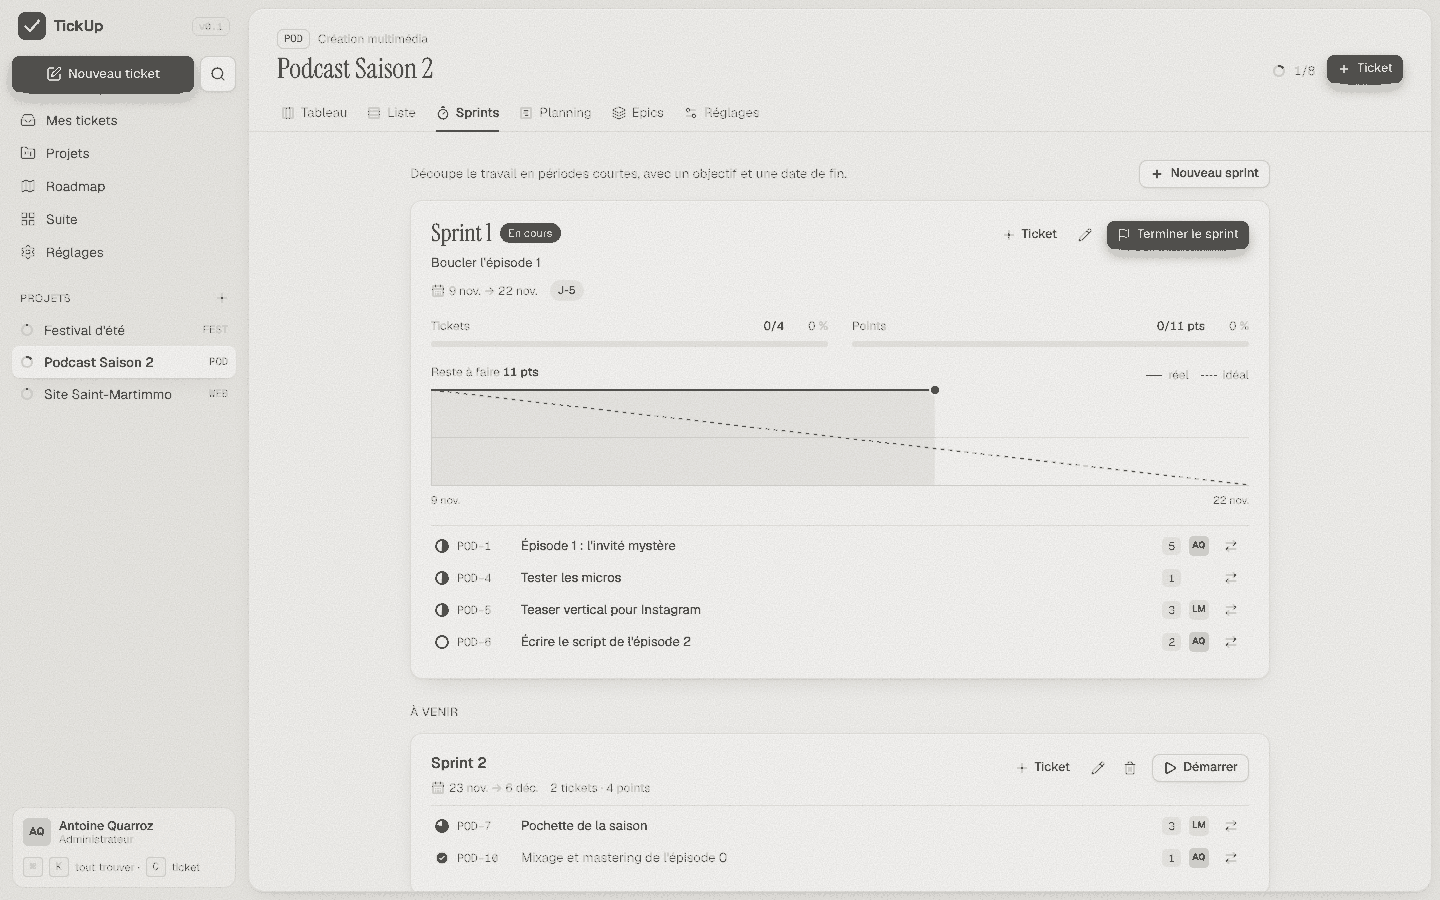 TickUp v0.1
Nouveau ticket
Mes tickets
Projets
Roadmap
Suite
Réglages
PROJETS
Festival d'été FEST
Podcast Saison 2 POD
Site Saint-Martimmo WEB
Antoine Quarroz
AQ
Administrateur
K tout trouver · C ticket
POD Création multimédia
Podcast Saison 2
1/8 Ticket
Tableau Liste Sprints Planning Epics Réglages
Découpe le travail en périodes courtes, avec un objectif et une date de fin.
Nouveau sprint
Sprint 1 En cours
Ticket Terminer le sprint
Boucler l'épisode 1
9 nov. → 22 nov. J-5
Tickets 0/4 0 % Points 0/11 pts 0 %
Reste à faire 11 pts
réel idéal
9 nov. 22 nov.
POD-1 Épisode 1 : l'invité mystère 5 AQ
POD-4 Tester les micros 1
POD-5 Teaser vertical pour Instagram 3 LM
POD-6 Écrire le script de l'épisode 2 2 AQ
À VENIR
Sprint 2
Ticket Démarrer
23 nov. → 6 déc. 2 tickets · 4 points
POD-7 Pochette de la saison 3 LM
POD-10 Mixage et mastering de l'épisode 0 1 AQ